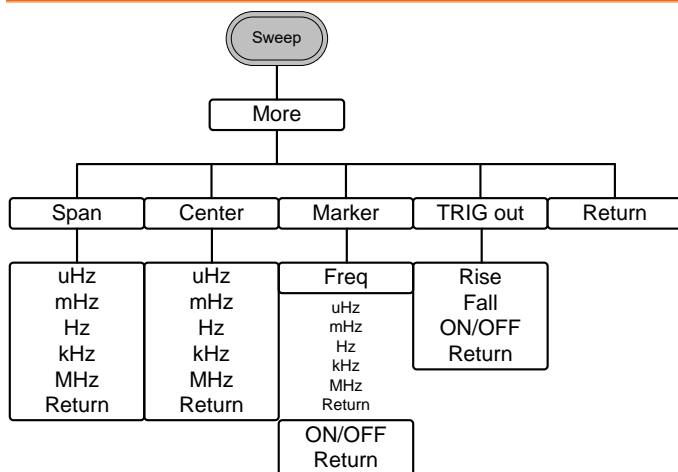 Sweep
More
Span
Center
Marker
TRIG out
Return
uHz
mHz
Hz
kHz
MHz
Return
uHz
mHz
Hz
kHz
MHz
Return
Freq
uHz
mHz
Hz
kHz
MHz
Return
ON/OFF
Return
Rise
Fall
ON/OFF
Return